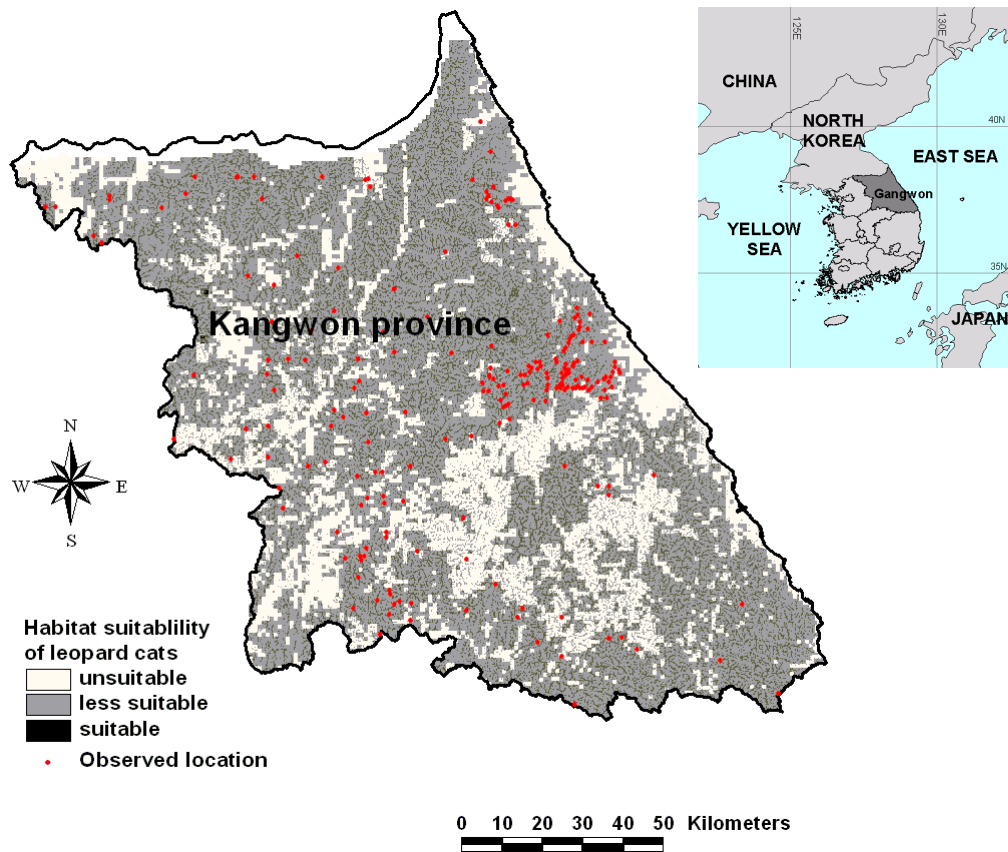 125E
130E
CHINA
NORTH
KOREA
40N
EAST SEA
Gangwon
YELLOW
SEA
35N
JAPAN
Kangwon province
N
W
E
S
Habitat suitablility
of leopard cats
unsuitable
less suitable
suitable
Observed location
0 10 20 30 40 50 Kilometers